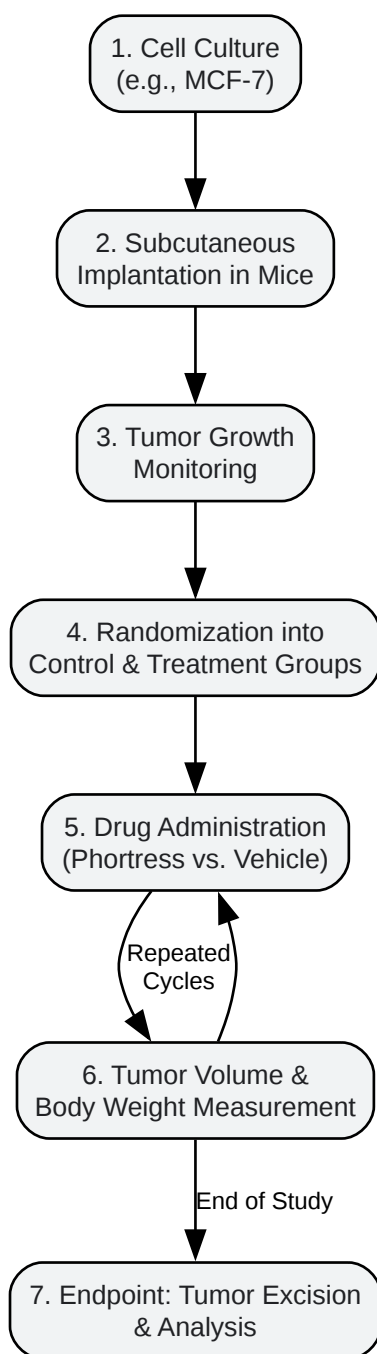 1. Cell Culture
(e.g., MCF-7)
2. Subcutaneous
Implantation in Mice
3. Tumor Growth
Monitoring
4. Randomization into
Control & Treatment Groups
5. Drug Administration
(Phortress vs. Vehicle)
Repeated
Cycles
6. Tumor Volume &
Body Weight Measurement
End of Study
7. Endpoint: Tumor Excision
& Analysis